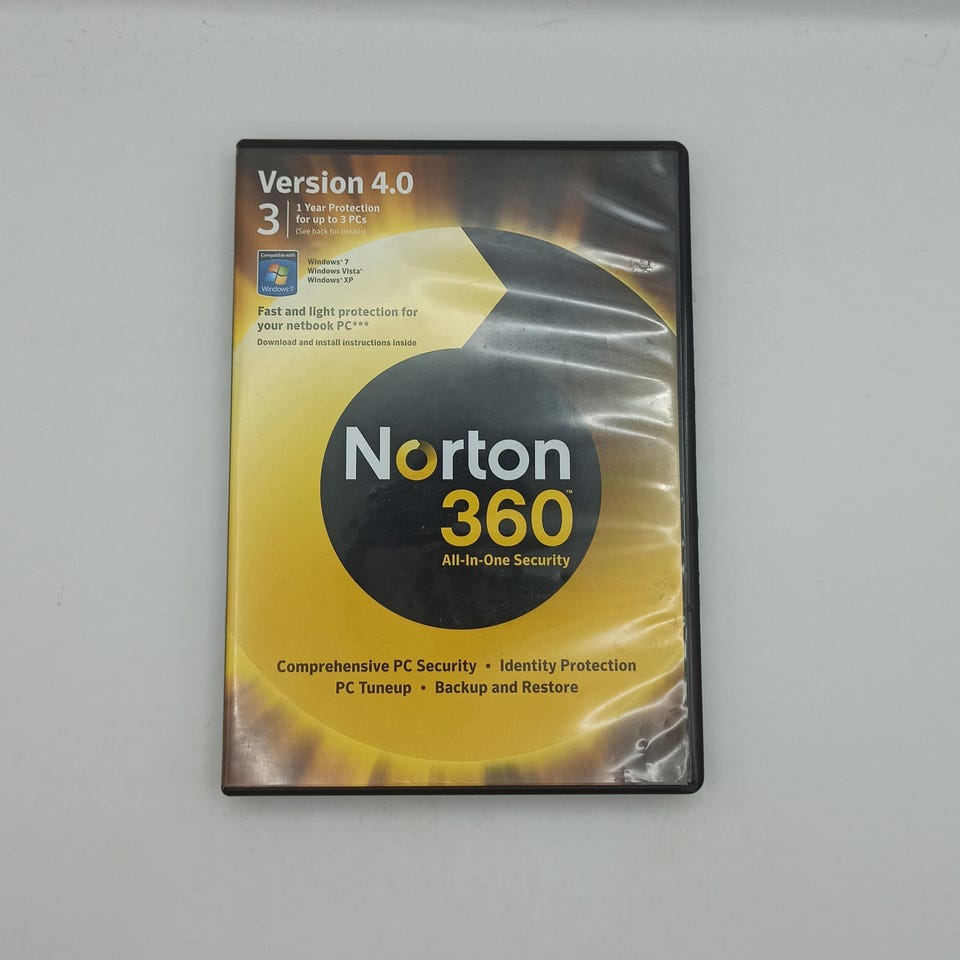 Version 4.0
3
1 Year Protection
for up to 3 PCs
(See back for details)
Compatible with
Windows® 7
Windows® 7
Windows Vista®
Windows® XP
Fast and light protection for
your netbook PC***
Download and install instructions inside
Norton
360™
All-In-One Security
Comprehensive PC Security • Identity Protection
PC Tuneup • Backup and Restore